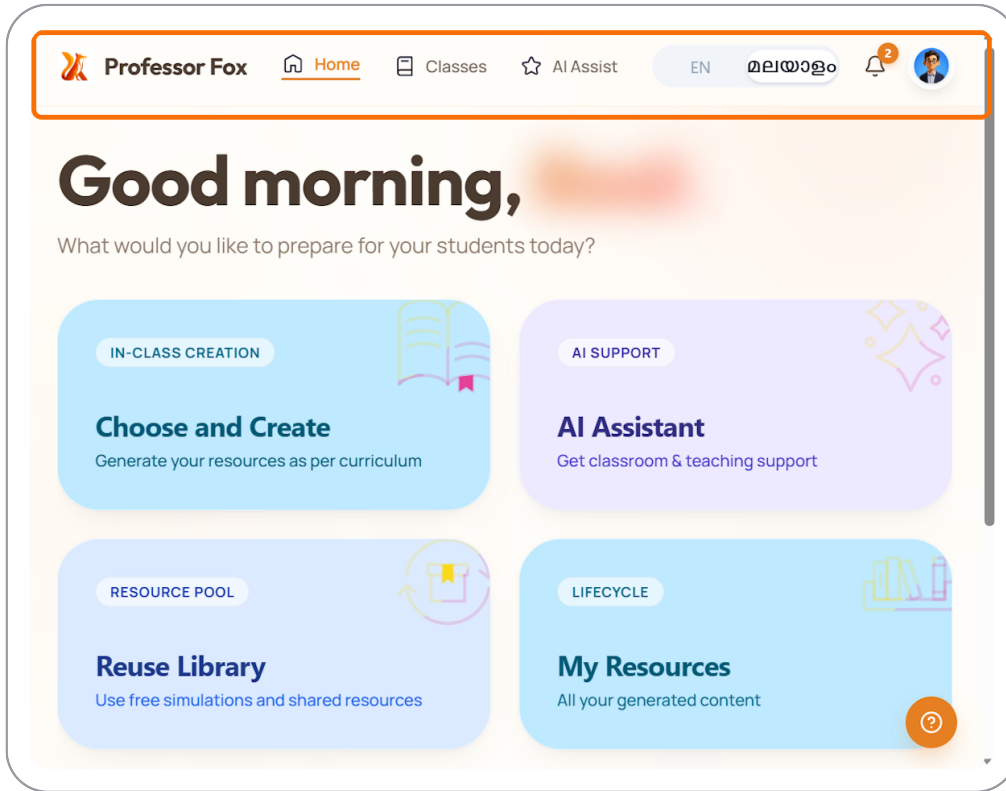 Professor Fox Home Classes AI Assist EN മലയാളം 2
Good morning,
What would you like to prepare for your students today?
IN-CLASS CREATION
Choose and Create
Generate your resources as per curriculum
AI SUPPORT
AI Assistant
Get classroom & teaching support
RESOURCE POOL
Reuse Library
Use free simulations and shared resources
LIFECYCLE
My Resources
All your generated content
?